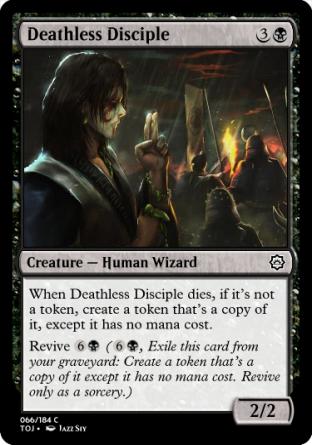 Deathless Disciple 3
Creature — Human Wizard
When Deathless Disciple dies, if it's not
a token, create a token that's a copy of
it, except it has no mana cost.
Revive 6 ( 6 , Exile this card from
your graveyard: Create a token that's a
copy of it except it has no mana cost. Revive
only as a sorcery.)
2/2
066/184 C
TOJ • Jazz Siy